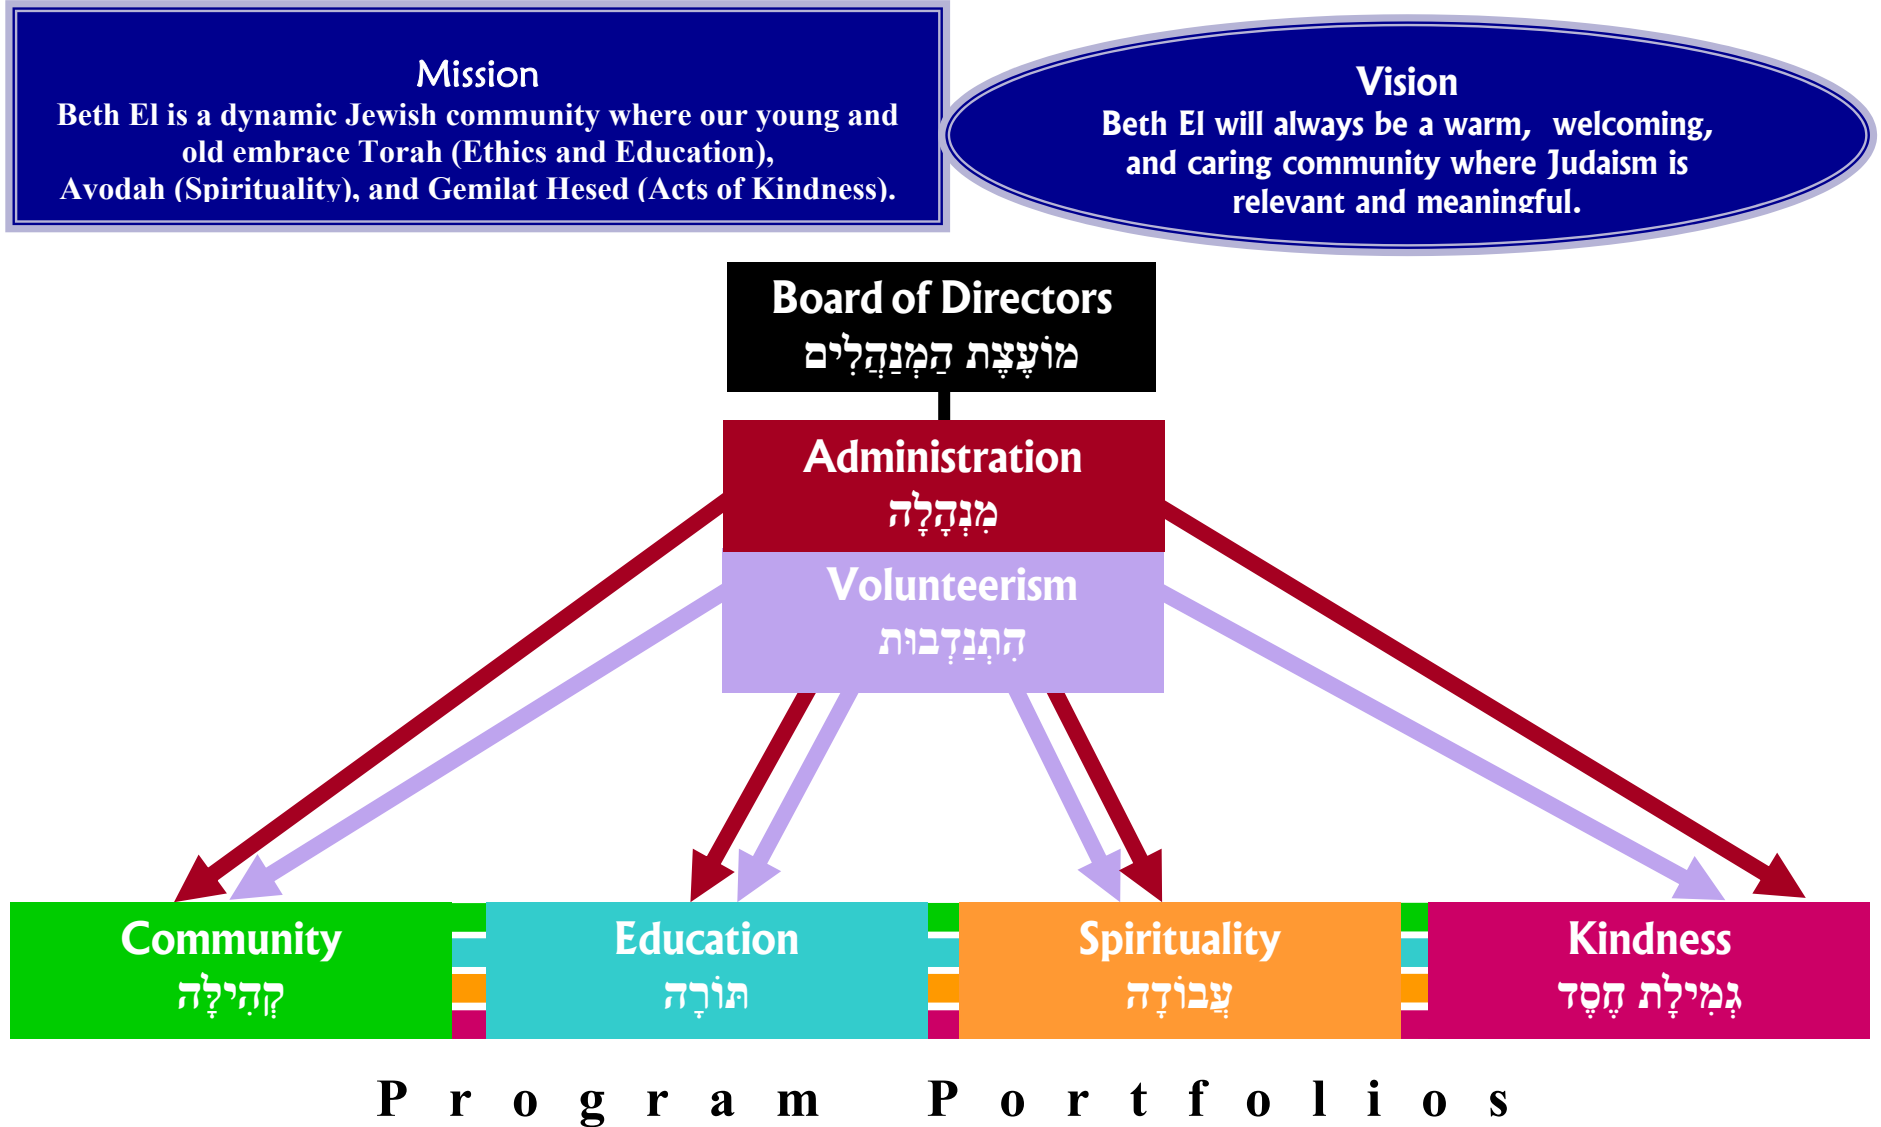 Mission
Beth El is a dynamic Jewish community where our young and
old embrace Torah (Ethics and Education),
Avodah (Spirituality), and Gemilat Hesed (Acts of Kindness).
Vision
Beth El will always be a warm,  welcoming,
and caring community where Judaism is
relevant and meaningful.
Board of Directors
מוֹעֶצֶת הַמְנַהֲלִים
Administration
מִנְהָלָה
Volunteerism
הִתְנַדְבוּת
Community
קְהִילָּה
Education
תּוֹרָה
Spirituality
עֲבוֹדָה
Kindness
גְמִילָת חֶסֶד
Program Portfolios